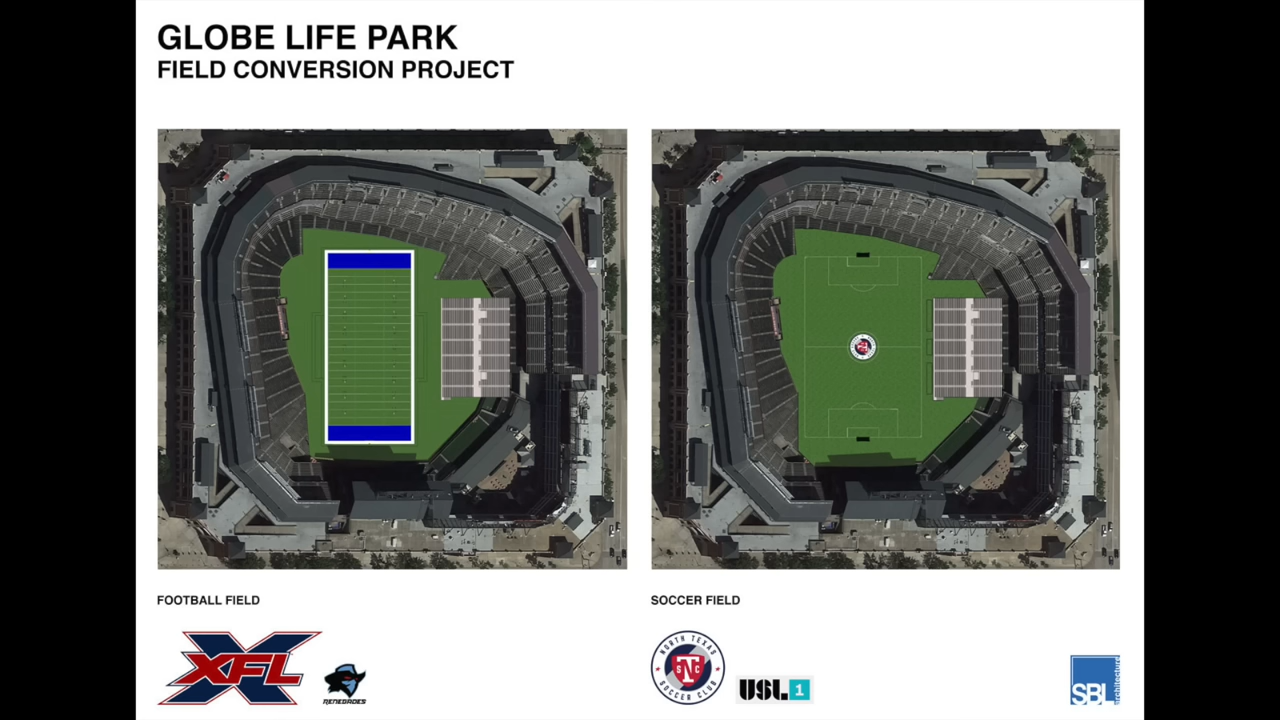 GLOBE LIFE PARK
FIELD CONVERSION PROJECT
FOOTBALL FIELD
SOCCER FIELD
XFL
RENEGADES
NORTH TEXAS
SOCCER CLUB
USL 1
SBL architecture